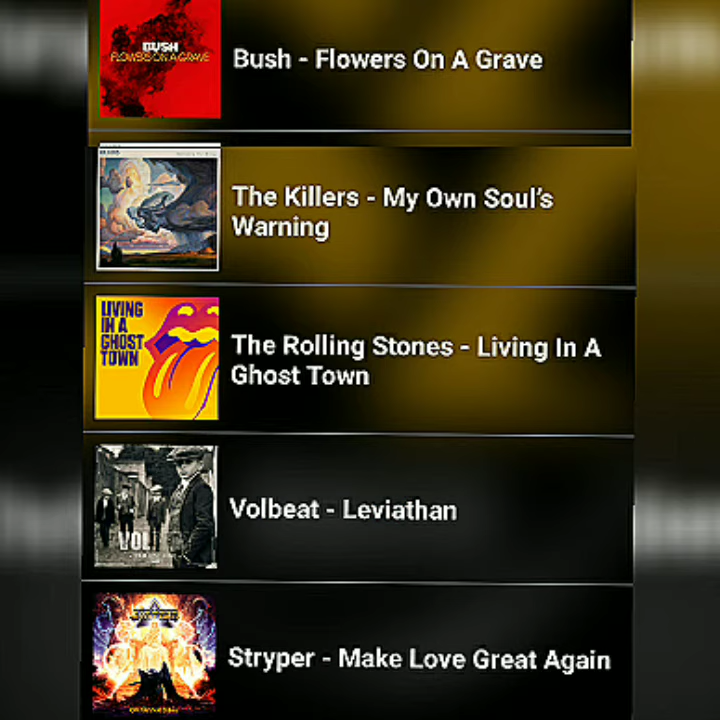 BUSH
FLOWERS ON A GRAVE
Bush - Flowers On A Grave
The Killers - My Own Soul's
Warning
LIVING
IN A
GHOST
TOWN
The Rolling Stones - Living In A
Ghost Town
VOL
Volbeat - Leviathan
Stryper - Make Love Great Again